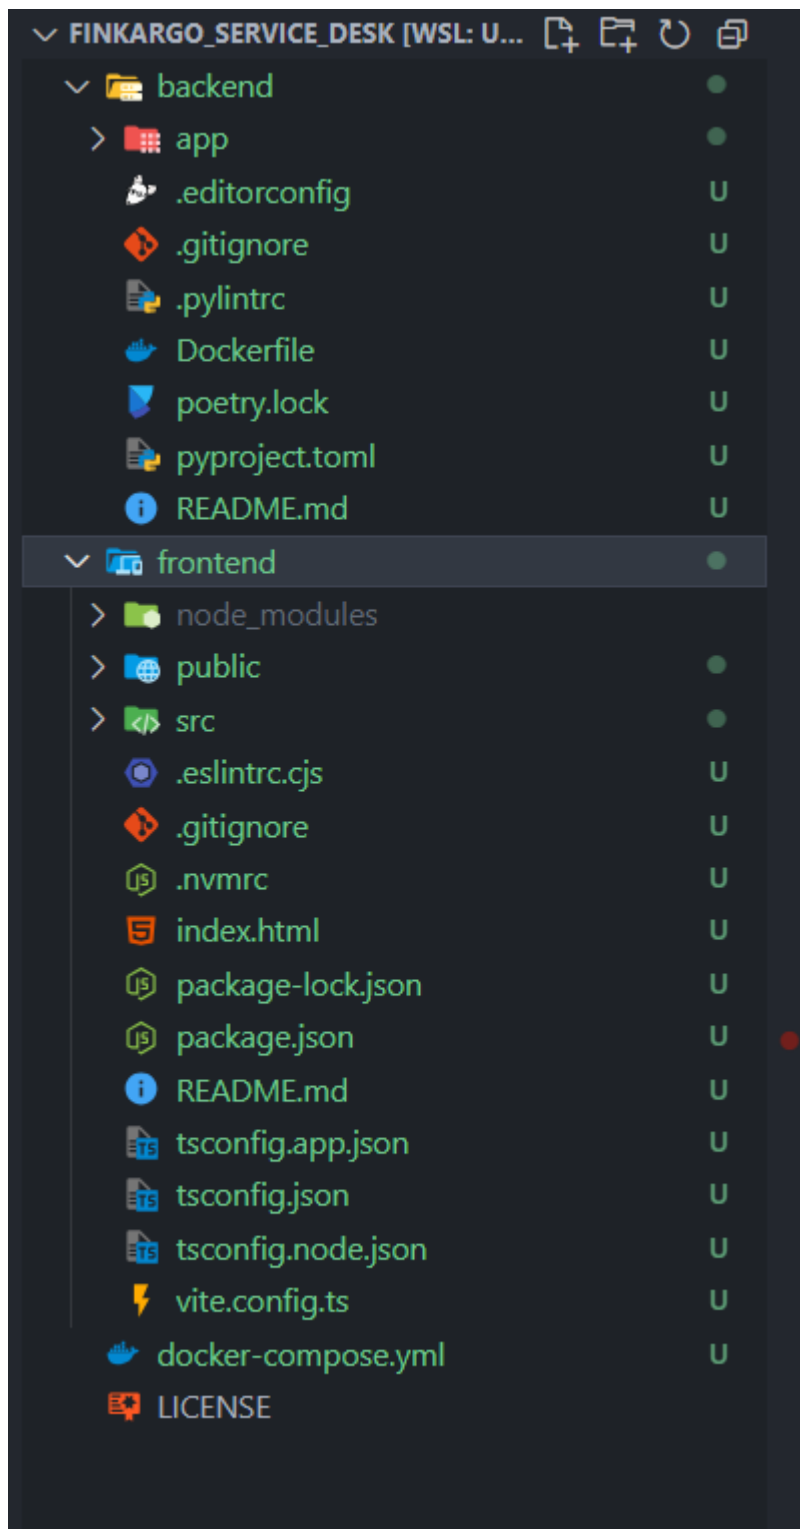 FINKARGO_SERVICE_DESK [WSL: U...
backend
app
.editorconfig U
.gitignore U
.pylintrc U
Dockerfile U
poetry.lock U
pyproject.toml U
README.md U
frontend
node_modules
public
src
.eslintrc.cjs U
.gitignore U
.nvmrc U
index.html U
package-lock.json U
package.json U
README.md U
tsconfig.app.json U
tsconfig.json U
tsconfig.node.json U
vite.config.ts U
docker-compose.yml U
LICENSE